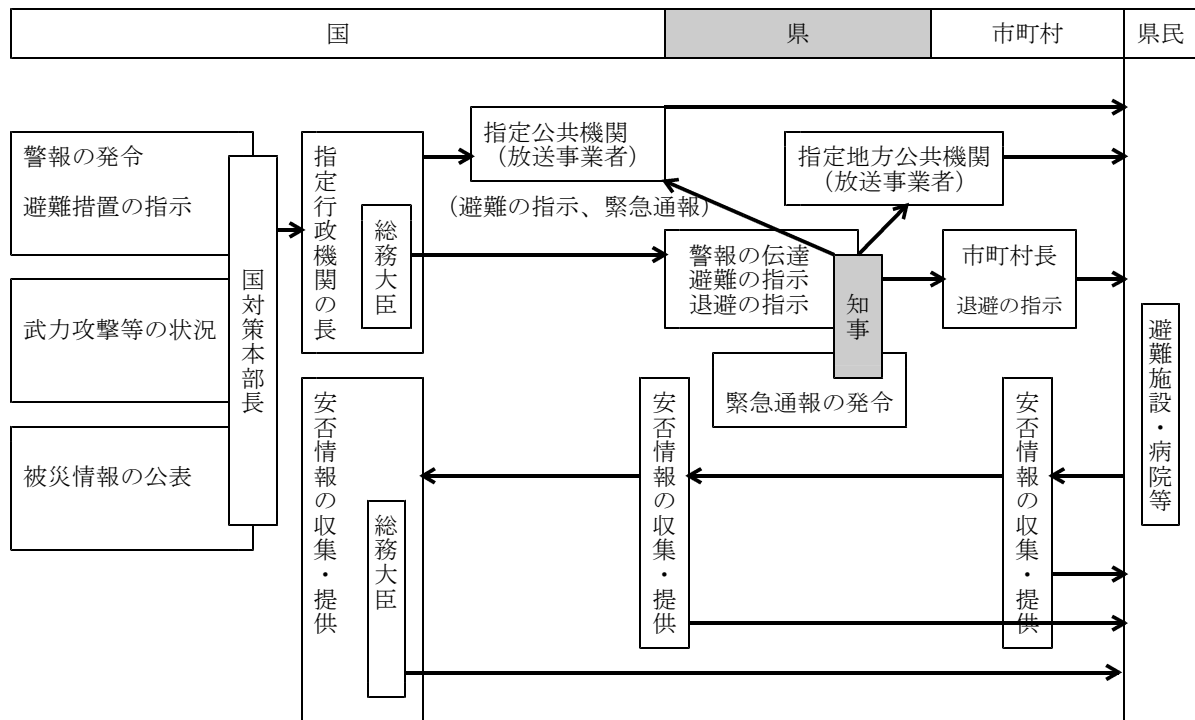 国
県
市町村
県民
警報の発令
避難措置の指示
武力攻撃等の状況
被災情報の公表
国対策本部長
指定行政機関の長
総務大臣
指定公共機関
（放送事業者）
（避難の指示、緊急通報）
指定地方公共機関
（放送事業者）
警報の伝達
避難の指示
退避の指示
知事
緊急通報の発令
市町村長
退避の指示
避難施設・病院等
安否情報の収集・提供
総務大臣
安否情報の収集・提供
安否情報の収集・提供